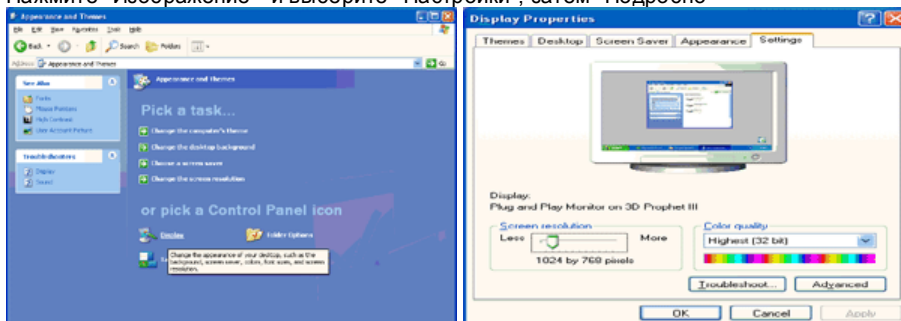 Нажмите "Изображение" и выберите "Настройки", затем "Подробно"
Appearance and Themes
File Edit View Favorites Tools Help
Back Search Folders
Address Appearance and Themes
See Also
Fonts
Mouse Pointers
High Contrast
User Account Picture
Troubleshooters
Display
Sound
Appearance and Themes
Pick a task...
Change the computer's theme
Change the desktop background
Choose a screen saver
Change the screen resolution
or pick a Control Panel icon
Display
Folder Options
Change the appearance of your desktop, such as the
background, screen saver, colors, font sizes, and screen
resolution.
Display Properties
Themes Desktop Screen Saver Appearance Settings
Display:
Plug and Play Monitor on 3D Prophet III
Screen resolution
Less More
1024 by 768 pixels
Color quality
Highest (32 bit)
Troubleshoot... Advanced
OK Cancel Apply